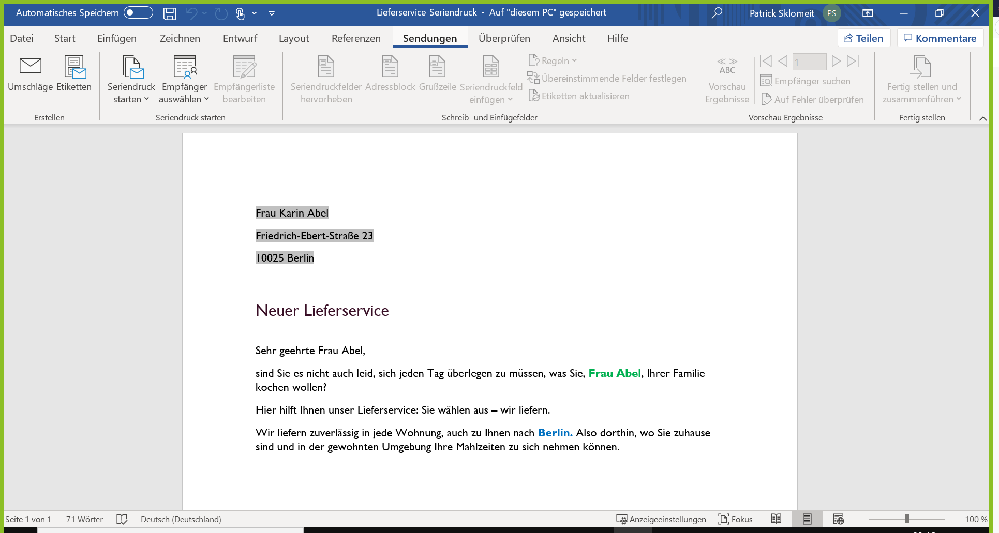 Automatisches Speichern
Lieferservice_Seriendruck - Auf "diesem PC" gespeichert
Patrick Sklomeit PS
Datei Start Einfügen Zeichnen Entwurf Layout Referenzen Sendungen Überprüfen Ansicht Hilfe
Teilen Kommentare
Umschläge Etiketten
Erstellen
Seriendruck
starten
Empfänger
auswählen
Empfängerliste
bearbeiten
Seriendruck starten
Seriendruckfelder
hervorheben
Adressblock Grußzeile
Seriendruckfeld
einfügen
Regeln
Übereinstimmende Felder festlegen
Etiketten aktualisieren
Schreib- und Einfügefelder
ABC
Vorschau
Ergebnisse
1
Empfänger suchen
Auf Fehler überprüfen
Vorschau Ergebnisse
Fertig stellen und
zusammenführen
Fertig stellen
Frau Karin Abel
Friedrich-Ebert-Straße 23
10025 Berlin
Neuer Lieferservice
Sehr geehrte Frau Abel,
sind Sie es nicht auch leid, sich jeden Tag überlegen zu müssen, was Sie, Frau Abel, Ihrer Familie
kochen wollen?
Hier hilft Ihnen unser Lieferservice: Sie wählen aus – wir liefern.
Wir liefern zuverlässig in jede Wohnung, auch zu Ihnen nach Berlin. Also dorthin, wo Sie zuhause
sind und in der gewohnten Umgebung Ihre Mahlzeiten zu sich nehmen können.
Seite 1 von 1 71 Wörter Deutsch (Deutschland) Anzeigeeinstellungen Fokus 100 %